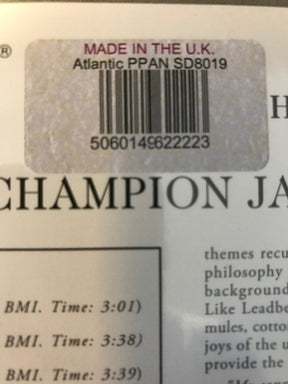 ®
MADE IN THE U.K.
Atlantic PPAN SD8019
5060149622223
H
CHAMPION JA
BMI. Time: 3:01)
BMI. Time: 3:38)
BMI. Time: 3:39)
themes recu
philosophy
background
Like Leadbe
mules, cotto
joys of the u
provide the